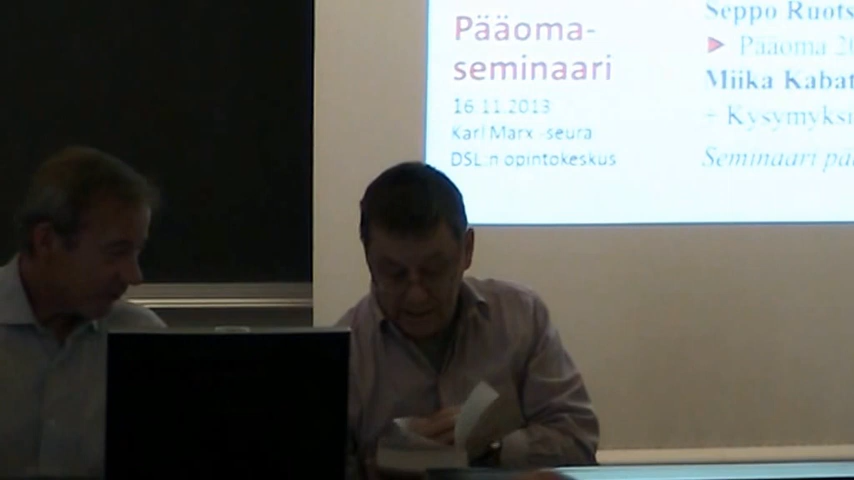 Pääoma-
seminaari
16.11.2013
Karl Marx -seura
DSL:n opintokeskus
Seppo Ruots
Pääoma 20
Miika Kabat
+ Kysymyksi
Seminaari pä